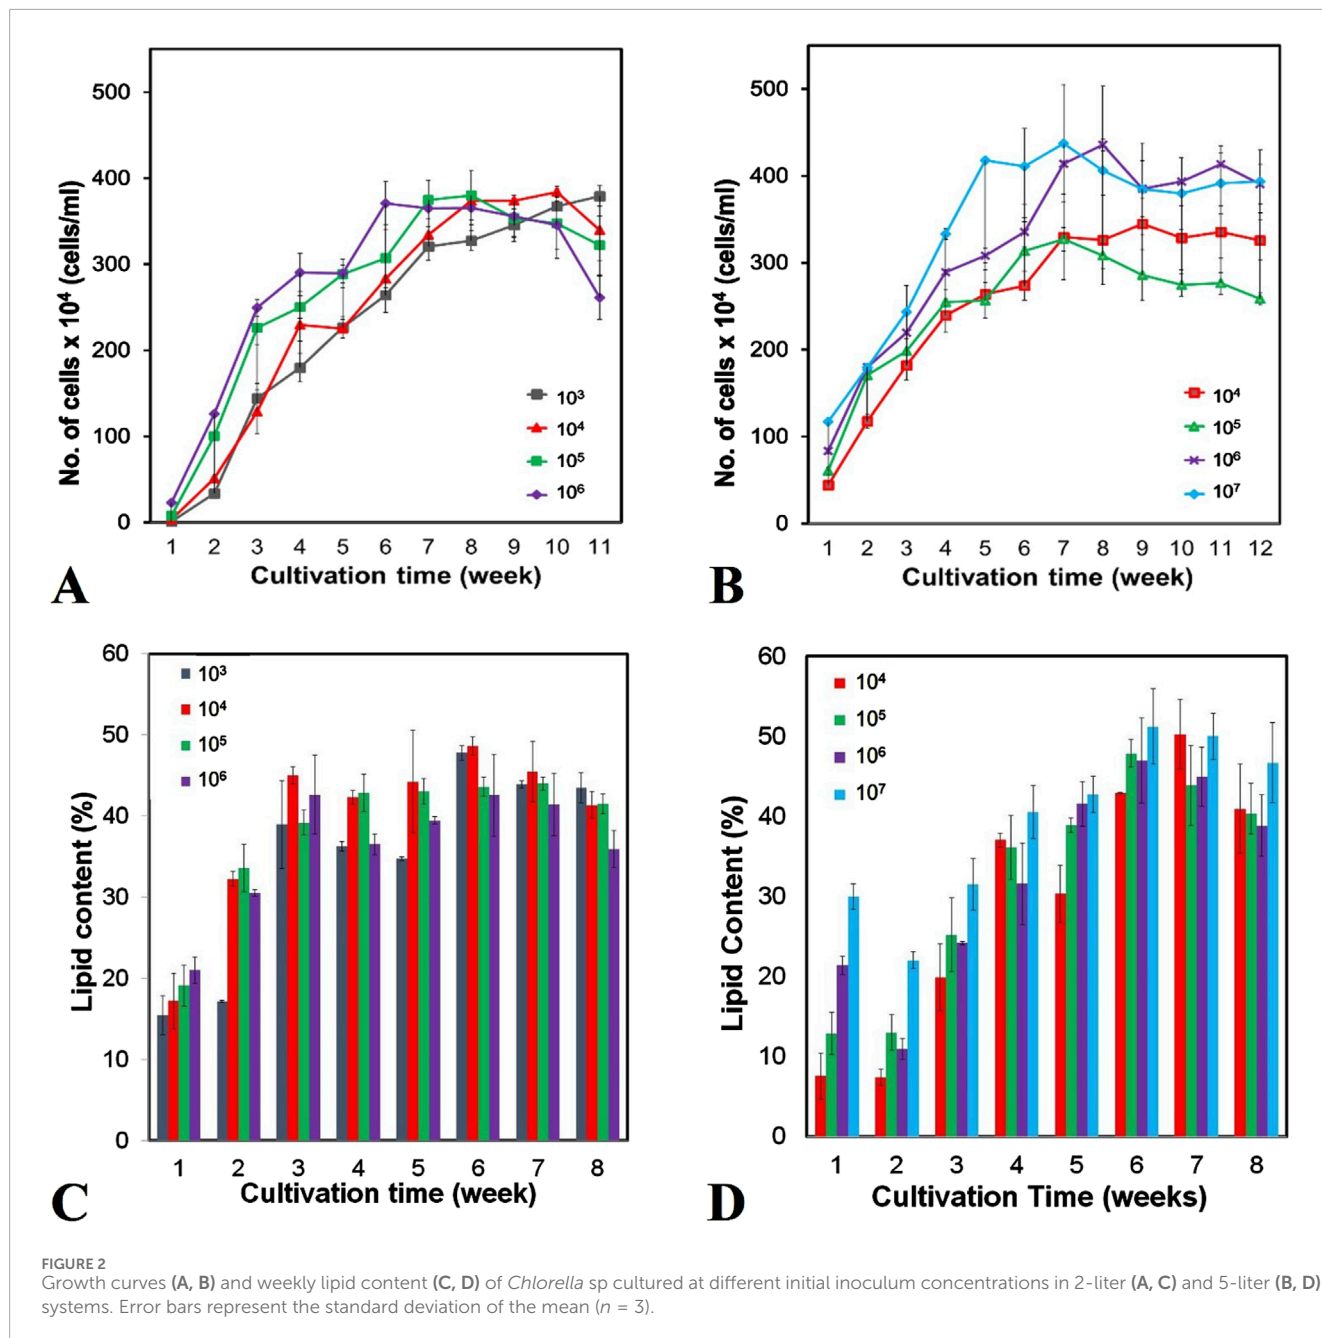 500
400
300
200
100
0
No. of cells x 10⁴ (cells/ml)
10³
10⁴
10⁵
10⁶
1 2 3 4 5 6 7 8 9 10 11
Cultivation time (week)
A
500
400
300
200
100
0
No. of cells x 10⁴ (cells/ml)
10⁴
10⁵
10⁶
10⁷
1 2 3 4 5 6 7 8 9 10 11 12
Cultivation time (week)
B
60
50
40
30
20
10
0
Lipid content (%)
10³
10⁴
10⁵
10⁶
1 2 3 4 5 6 7 8
Cultivation time (week)
C
60
50
40
30
20
10
0
Lipid Content (%)
10⁴
10⁵
10⁶
10⁷
1 2 3 4 5 6 7 8
Cultivation Time (weeks)
D
FIGURE 2
Growth curves (A, B) and weekly lipid content (C, D) of Chlorella sp cultured at different initial inoculum concentrations in 2-liter (A, C) and 5-liter (B, D)
systems. Error bars represent the standard deviation of the mean (n = 3).